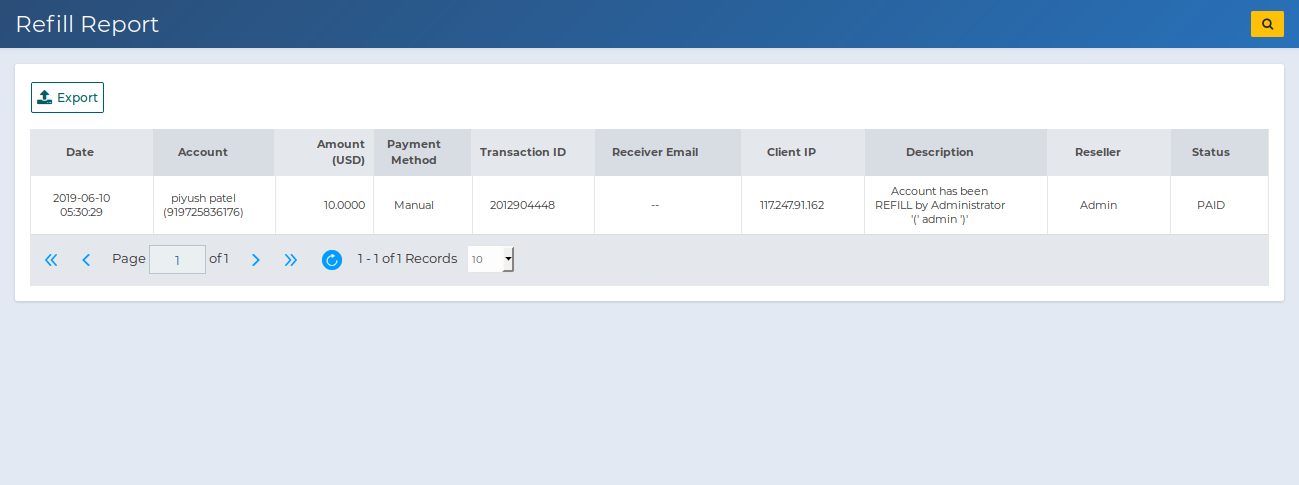 Refill Report
Export
Date Account Amount (USD) Payment Method Transaction ID Receiver Email Client IP Description Reseller Status
2019-06-10 05:30:29 piyush patel (919725836176) 10.0000 Manual 2012904448 -- 117.247.91.162 Account has been REFILL by Administrator '(' admin ')' Admin PAID
Page 1 of 1 1 - 1 of 1 Records 10